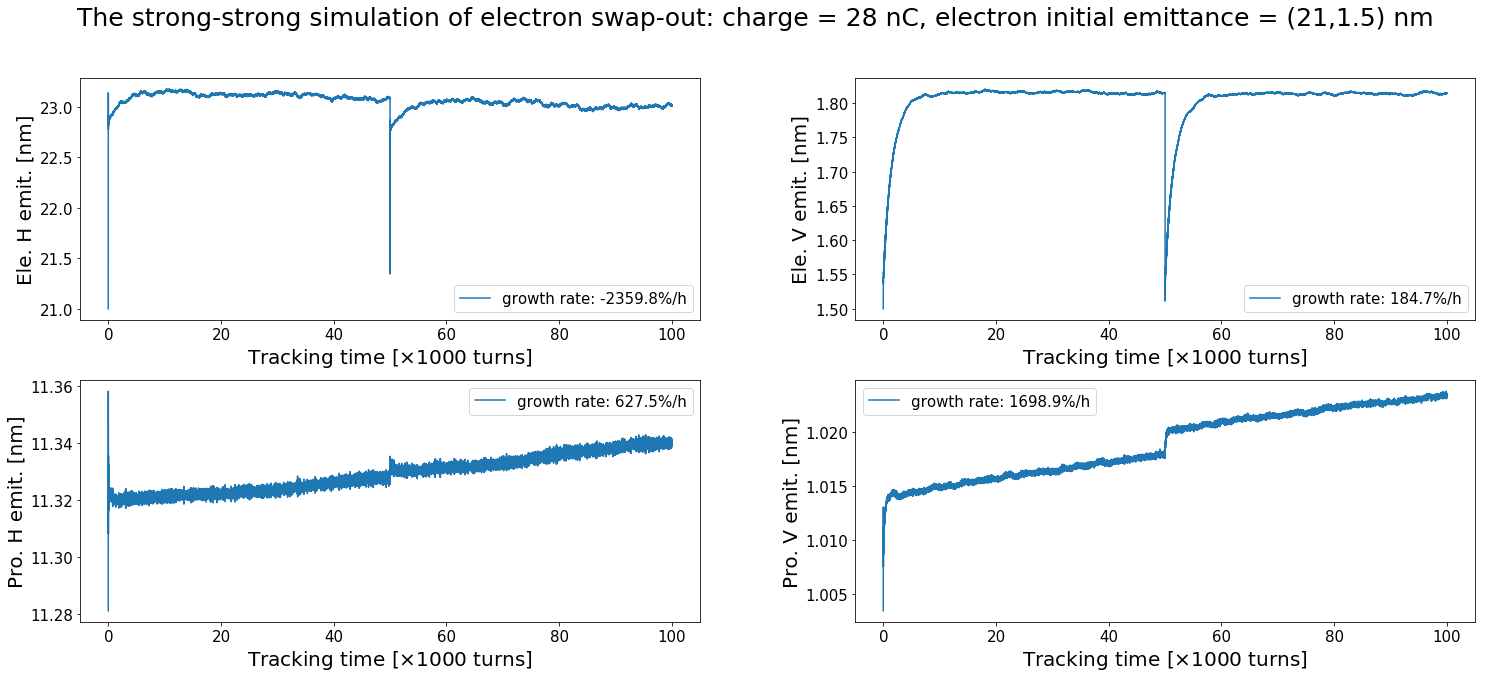 The strong-strong simulation of electron swap-out: charge = 28 nC, electron initial emittance = (21,1.5) nm
Ele. H emit. [nm]
23.0
22.5
22.0
21.5
21.0
growth rate: -2359.8%/h
0 20 40 60 80 100
Tracking time [×1000 turns]
Ele. V emit. [nm]
1.80
1.75
1.70
1.65
1.60
1.55
1.50
growth rate: 184.7%/h
0 20 40 60 80 100
Tracking time [×1000 turns]
Pro. H emit. [nm]
11.36
11.34
11.32
11.30
11.28
growth rate: 627.5%/h
0 20 40 60 80 100
Tracking time [×1000 turns]
Pro. V emit. [nm]
1.020
1.015
1.010
1.005
growth rate: 1698.9%/h
0 20 40 60 80 100
Tracking time [×1000 turns]